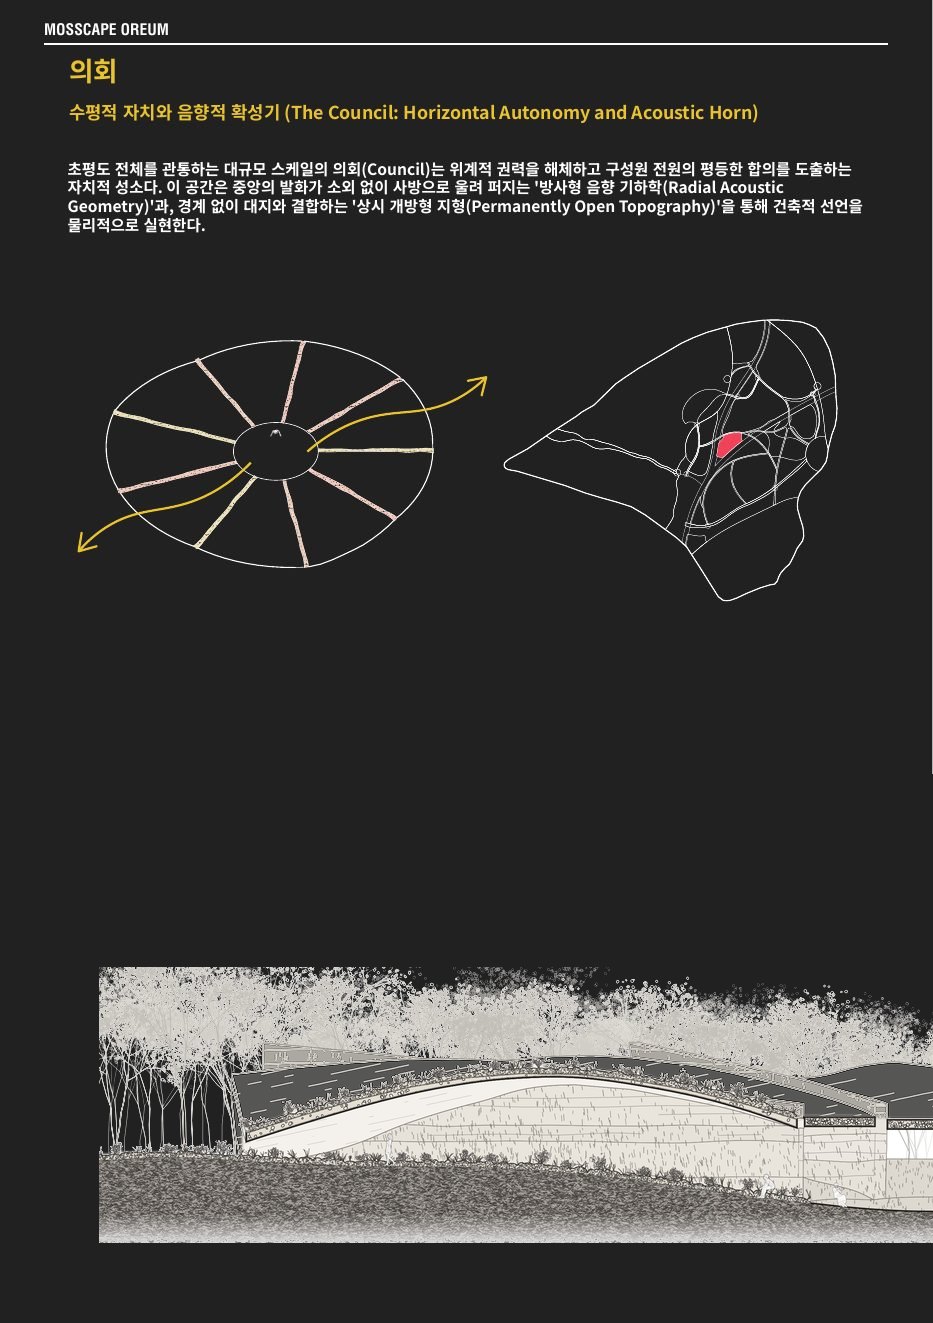 MOSSCAPE OREUM
의회
수평적 자치와 음향적 확성기 (The Council: Horizontal Autonomy and Acoustic Horn)
초평도 전체를 관통하는 대규모 스케일의 의회(Council)는 위계적 권력을 해체하고 구성원 전원의 평등한 합의를 도출하는
자치적 성소다. 이 공간은 중앙의 발화가 소외 없이 사방으로 울려 퍼지는 '방사형 음향 기하학(Radial Acoustic
Geometry)'과, 경계 없이 대지와 결합하는 '상시 개방형 지형(Permanently Open Topography)'을 통해 건축적 선언을
물리적으로 실현한다.